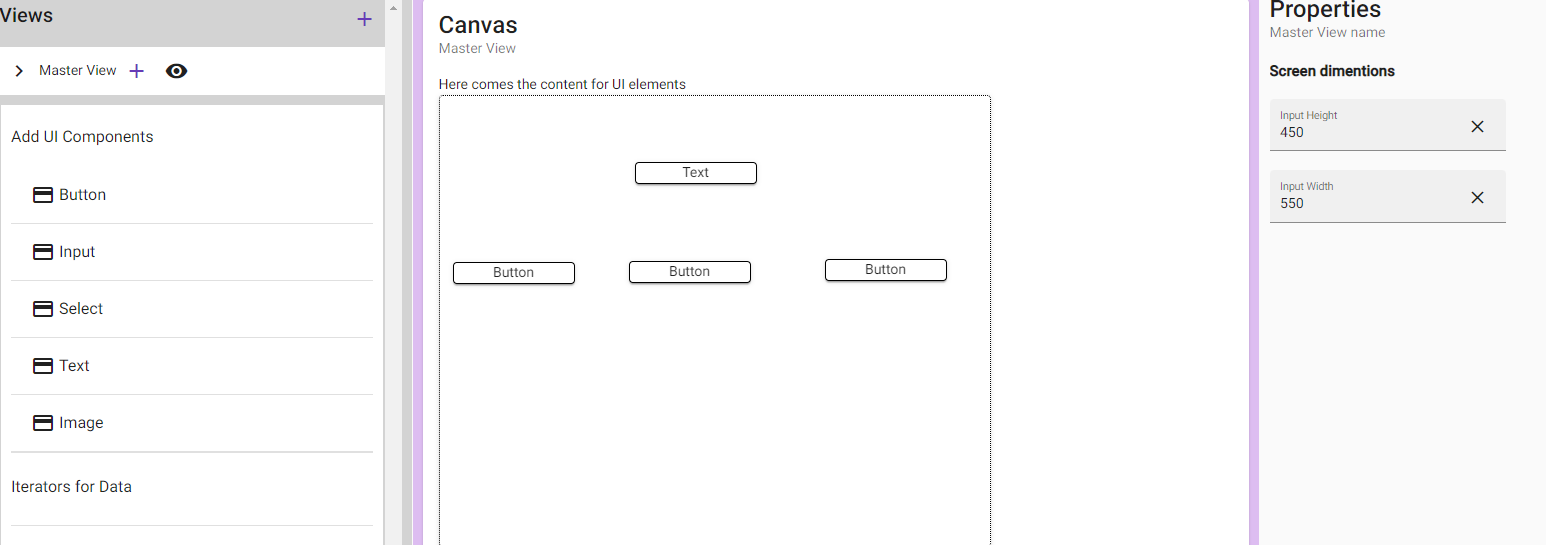 Views
Master View
Add UI Components
Button
Input
Select
Text
Image
Iterators for Data
Canvas
Master View
Here comes the content for UI elements
Text
Button Button Button
Properties
Master View name
Screen dimentions
Input Height
450
Input Width
550